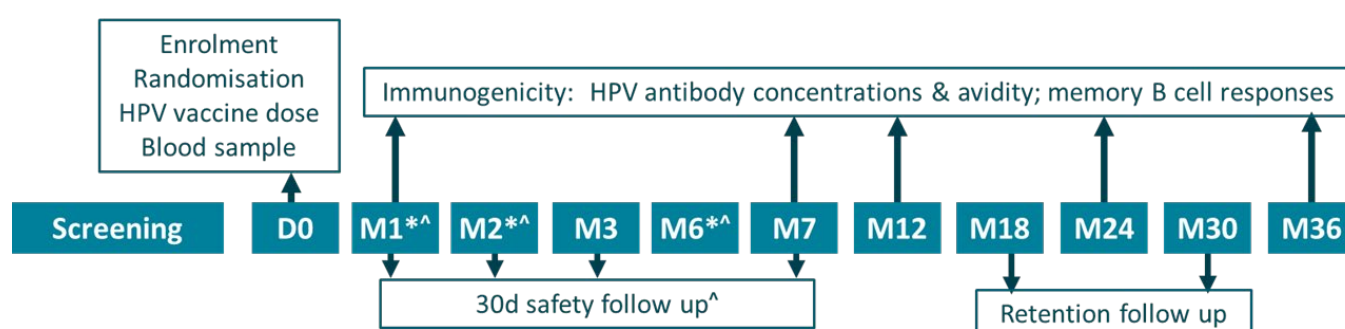 Enrolment
Randomisation
HPV vaccine dose
Blood sample
Immunogenicity: HPV antibody concentrations & avidity; memory B cell responses
Screening D0 M1*^ M2*^ M3 M6*^ M7 M12 M18 M24 M30 M36
30d safety follow up^
Retention follow up